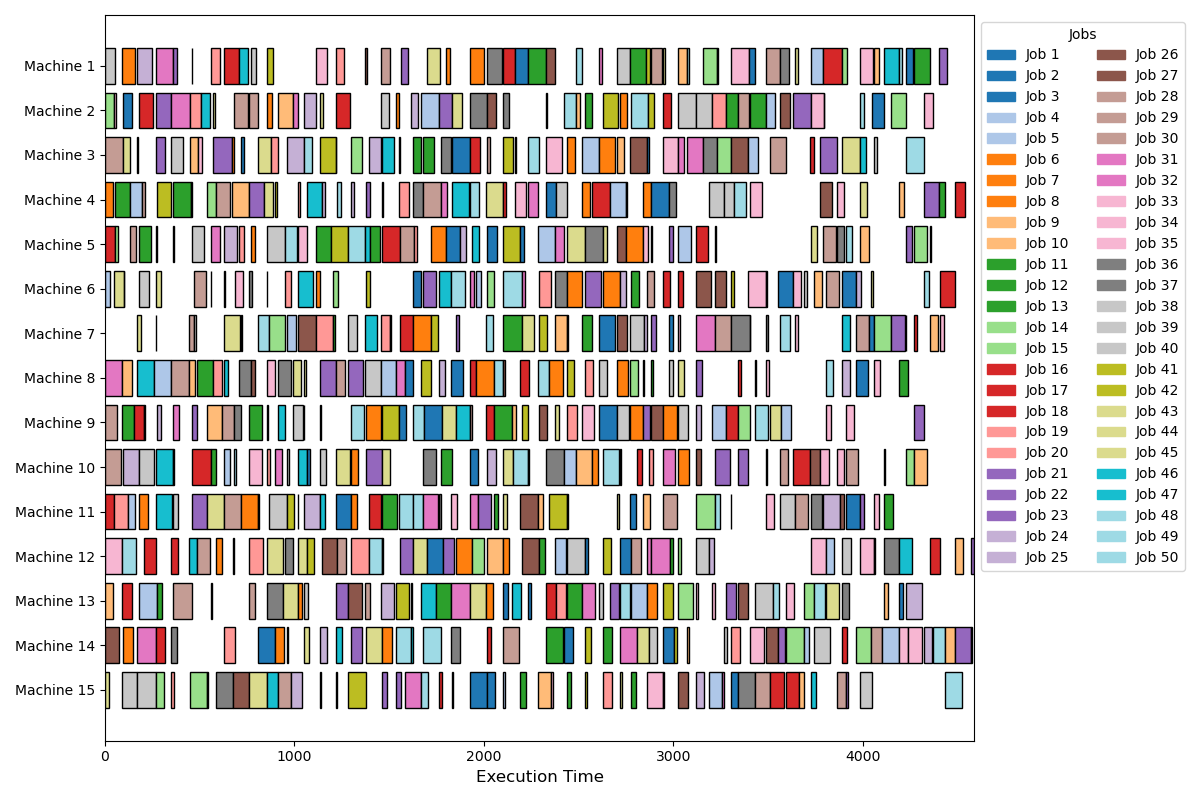 Machine 1
Machine 2
Machine 3
Machine 4
Machine 5
Machine 6
Machine 7
Machine 8
Machine 9
Machine 10
Machine 11
Machine 12
Machine 13
Machine 14
Machine 15
0 1000 2000 3000 4000
Execution Time
Jobs
Job 1 Job 26
Job 2 Job 27
Job 3 Job 28
Job 4 Job 29
Job 5 Job 30
Job 6 Job 31
Job 7 Job 32
Job 8 Job 33
Job 9 Job 34
Job 10 Job 35
Job 11 Job 36
Job 12 Job 37
Job 13 Job 38
Job 14 Job 39
Job 15 Job 40
Job 16 Job 41
Job 17 Job 42
Job 18 Job 43
Job 19 Job 44
Job 20 Job 45
Job 21 Job 46
Job 22 Job 47
Job 23 Job 48
Job 24 Job 49
Job 25 Job 50